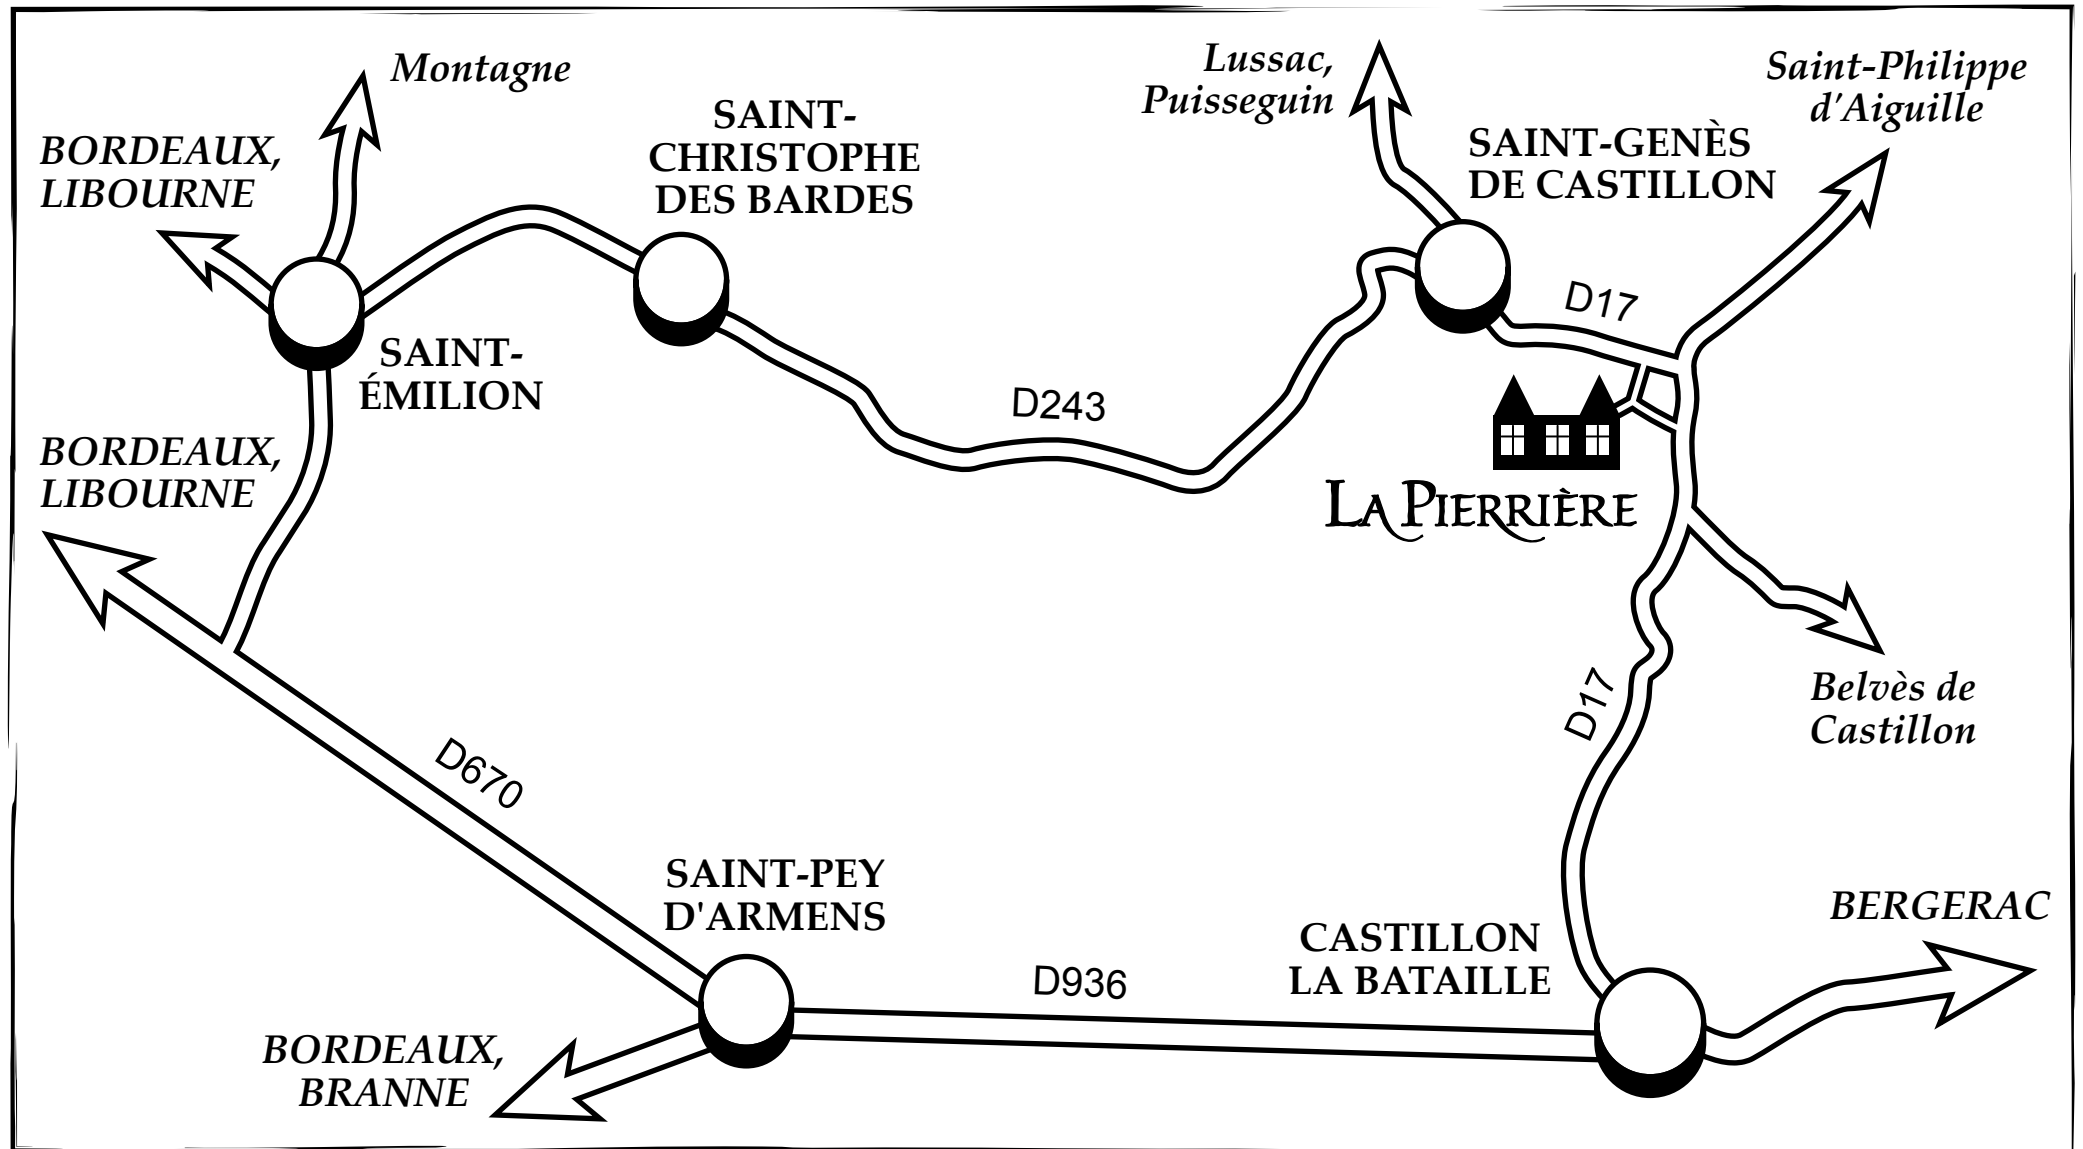 Montagne
BORDEAUX,
LIBOURNE
SAINT-
CHRISTOPHE
DES BARDES
Lussac,
Puisseguin
SAINT-GENÈS
DE CASTILLON
Saint-Philippe
d'Aiguille
D17
SAINT-
ÉMILION
D243
LA PIERRIÈRE
BORDEAUX,
LIBOURNE
D17
Belvès de
Castillon
D670
SAINT-PEY
D'ARMENS
D936
CASTILLON
LA BATAILLE
BERGERAC
BORDEAUX,
BRANNE